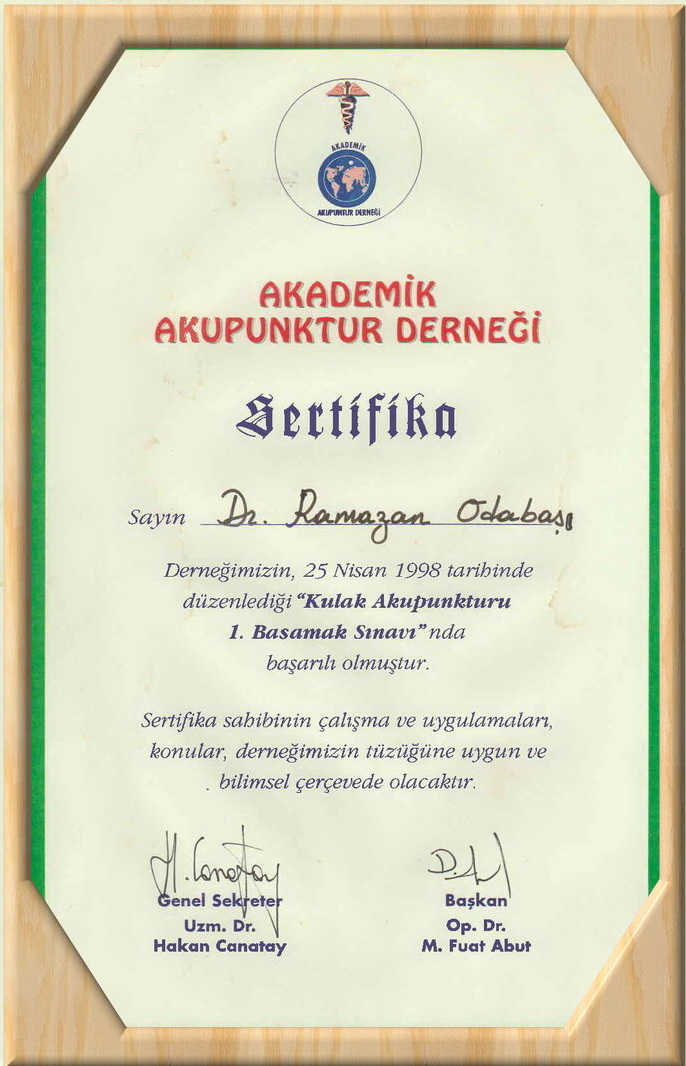 AKADEMİK
AKUPUNKTUR DERNEĞİ
AKADEMİK
AKUPUNKTUR DERNEĞİ
Sertifika
Sayın Dr. Ramazan Odabaşı
Derneğimizin, 25 Nisan 1998 tarihinde
düzenlediği "Kulak Akupunkturu
1. Basamak Sınavı" nda
başarılı olmuştur.
Sertifika sahibinin çalışma ve uygulamaları,
konular, derneğimizin tüzüğüne uygun ve
bilimsel çerçevede olacaktır.
H. Canatay
Genel Sekreter
Uzm. Dr.
Hakan Canatay
Başkan
Op. Dr.
M. Fuat Abut